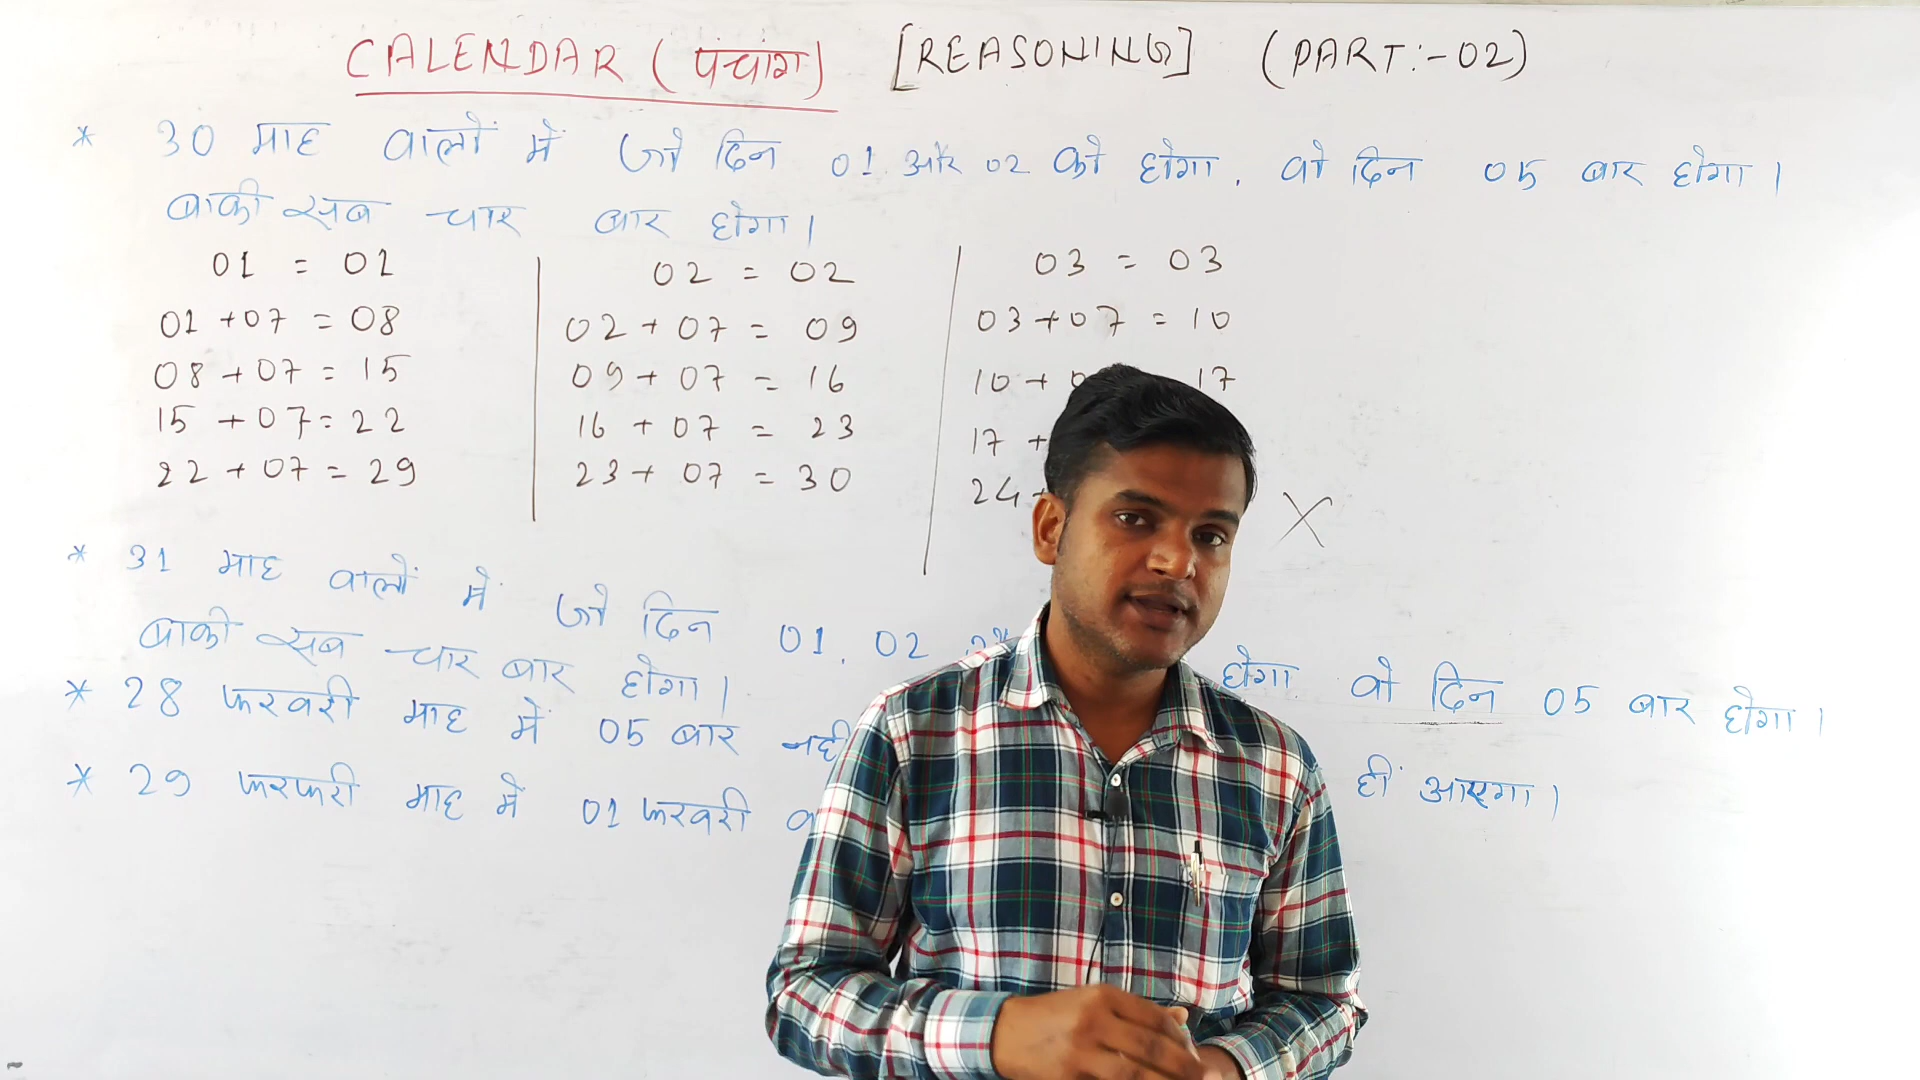 CALENDAR (पंचांग) [REASONING] (PART:-02)
* 30 माह वालों में जो दिन 01 और 02 को होगा, वो दिन 05 बार होगा।
बाकी सब चार बार होगा।
01 = 01
01 + 07 = 08
08 + 07 = 15
15 + 07 = 22
22 + 07 = 29
02 = 02
02 + 07 = 09
09 + 07 = 16
16 + 07 = 23
23 + 07 = 30
03 = 03
03 + 07 = 10
10 + 17
17 +
24 + X
* 31 माह वालों में जो दिन 01, 02 होगा वो दिन 05 बार होगा।
बाकी सब चार बार होगा।
* 28 फरवरी माह में 05 बार नही हीं आएगा।
* 29 फरफरी माह में 01 फरवरी